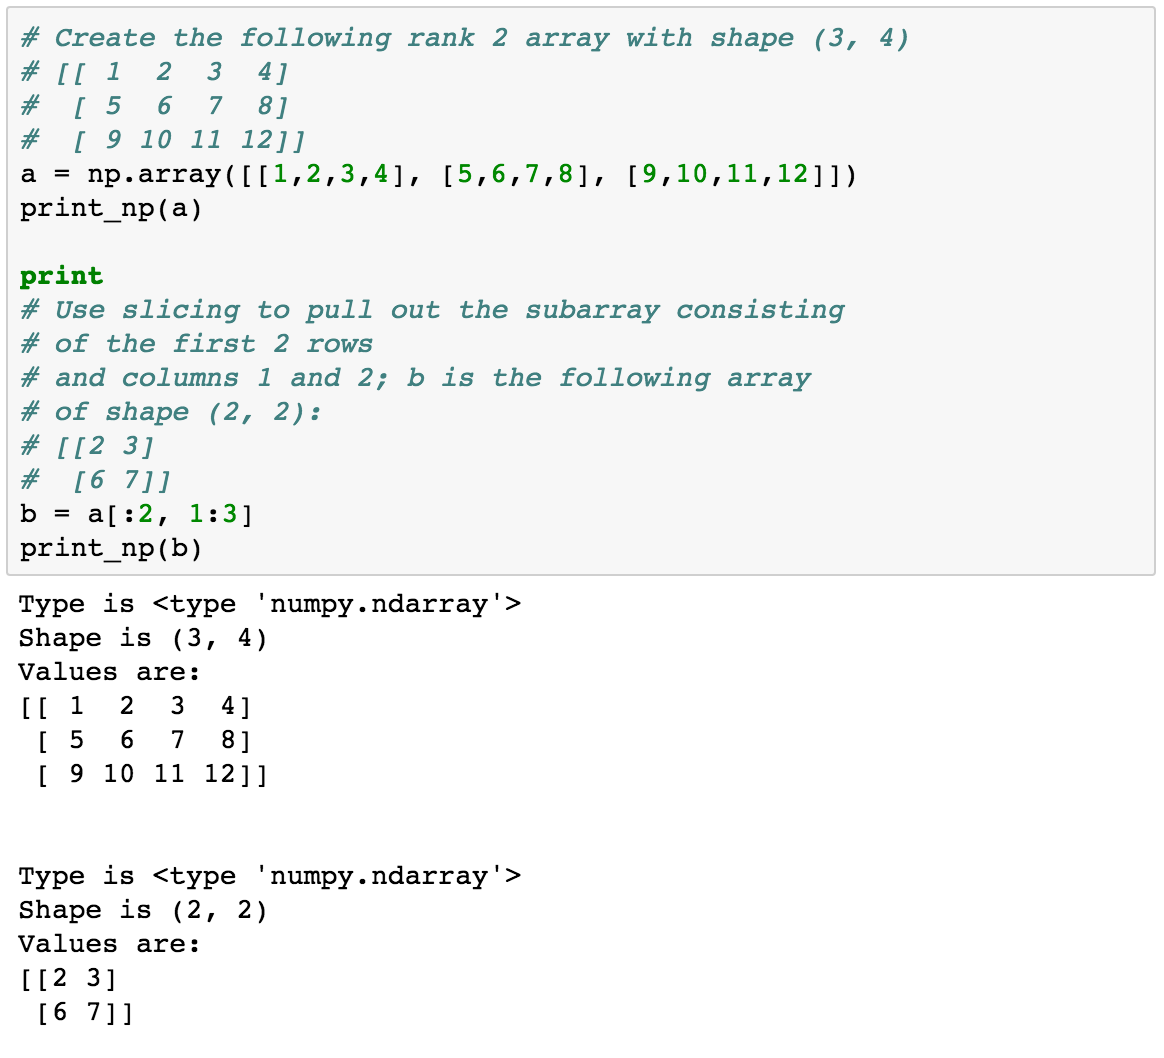 # Create the following rank 2 array with shape (3, 4)
# [[ 1  2  3  4]
#  [ 5  6  7  8]
#  [ 9 10 11 12]]
a = np.array([[1,2,3,4], [5,6,7,8], [9,10,11,12]])
print_np(a)
print
# Use slicing to pull out the subarray consisting
# of the first 2 rows
# and columns 1 and 2; b is the following array
# of shape (2, 2):
# [[2 3]
#  [6 7]]
b = a[:2, 1:3]
print_np(b)
Type is <type 'numpy.ndarray'>
Shape is (3, 4)
Values are:
[[ 1  2  3  4]
 [ 5  6  7  8]
 [ 9 10 11 12]]
Type is <type 'numpy.ndarray'>
Shape is (2, 2)
Values are:
[[2 3]
 [6 7]]